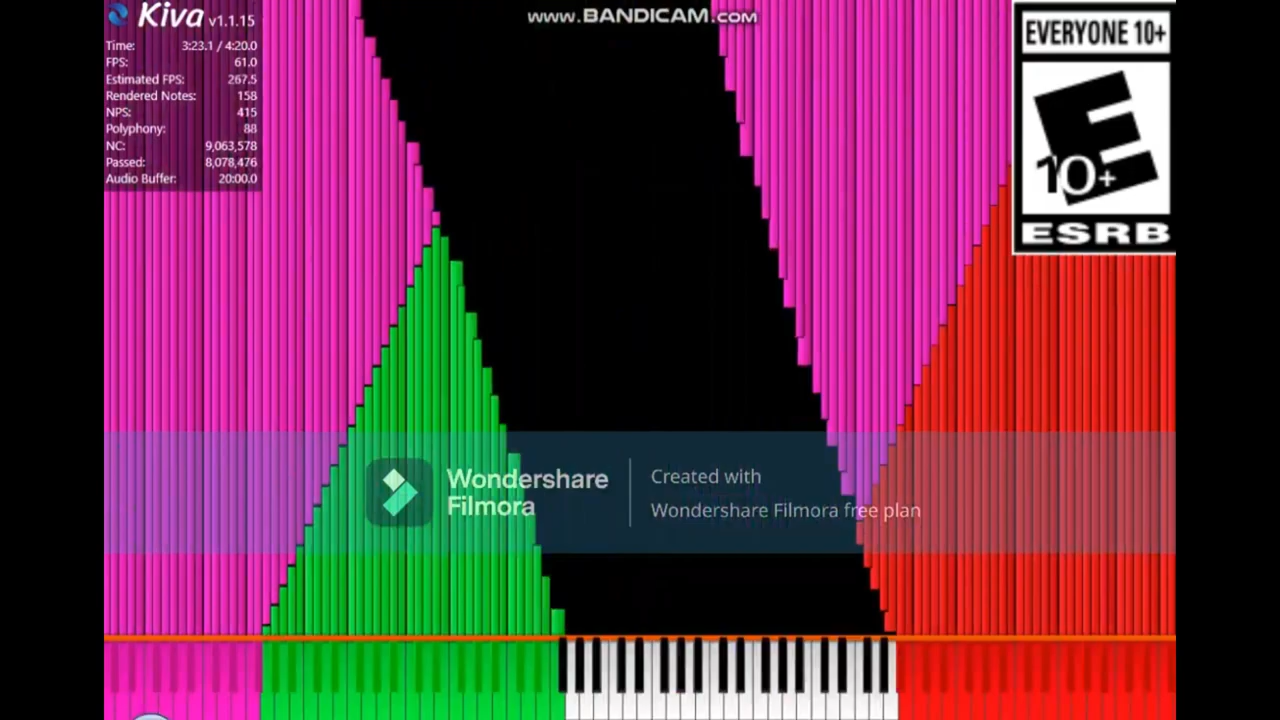 Kiva v1.1.15
Time: 3:23.1 / 4:20.0
FPS: 61.0
Estimated FPS: 267.5
Rendered Notes: 158
NPS: 415
Polyphony: 88
NC: 9,063,578
Passed: 8,078,476
Audio Buffer: 20:00.0
www.BANDICAM.COM
EVERYONE 10+
E
10+
ESRB
Wondershare
Filmora
Created with
Wondershare Filmora free plan